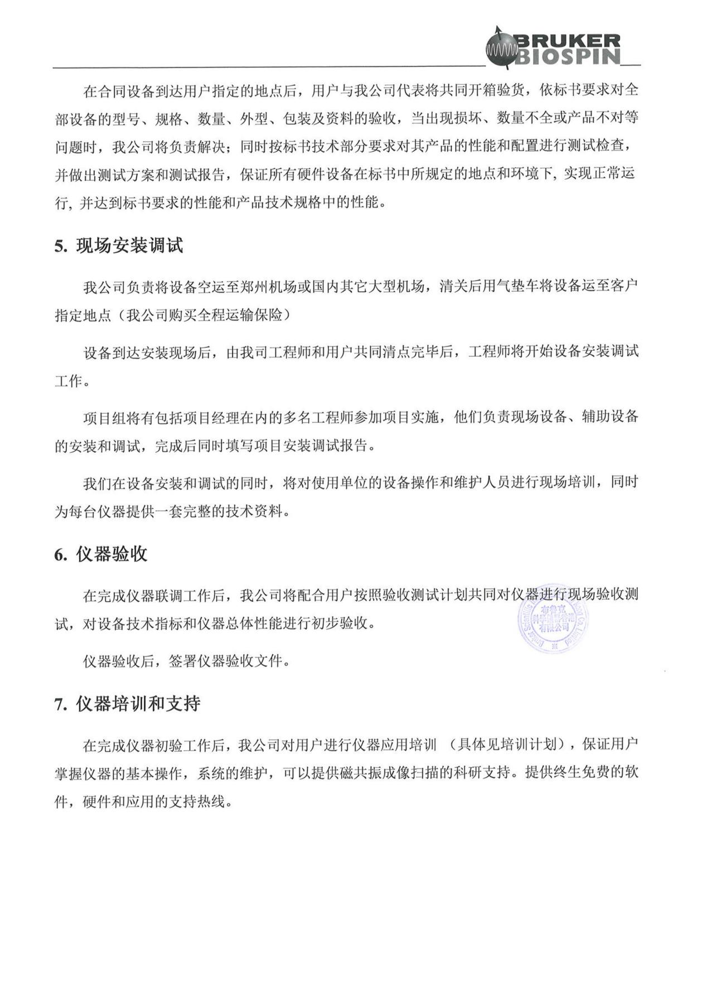 BRUKER
BIOSPIN
在合同设备到达用户指定的地点后，用户与我公司代表将共同开箱验货，依标书要求对全
部设备的型号、规格、数量、外型、包装及资料的验收，当出现损坏、数量不全或产品不对等
问题时，我公司将负责解决；同时按标书技术部分要求对其产品的性能和配置进行测试检查，
并做出测试方案和测试报告，保证所有硬件设备在标书中所规定的地点和环境下, 实现正常运
行, 并达到标书要求的性能和产品技术规格中的性能。
5. 现场安装调试
我公司负责将设备空运至郑州机场或国内其它大型机场，清关后用气垫车将设备运至客户
指定地点（我公司购买全程运输保险）
设备到达安装现场后，由我司工程师和用户共同清点完毕后，工程师将开始设备安装调试
工作。
项目组将有包括项目经理在内的多名工程师参加项目实施，他们负责现场设备、辅助设备
的安装和调试，完成后同时填写项目安装调试报告。
我们在设备安装和调试的同时，将对使用单位的设备操作和维护人员进行现场培训，同时
为每台仪器提供一套完整的技术资料。
6. 仪器验收
在完成仪器联调工作后，我公司将配合用户按照验收测试计划共同对仪器进行现场验收测
试，对设备技术指标和仪器总体性能进行初步验收。
布鲁克
有限公司
Bruker Scientific
Co. Limited
仪器验收后，签署仪器验收文件。
7. 仪器培训和支持
在完成仪器初验工作后，我公司对用户进行仪器应用培训 （具体见培训计划），保证用户
掌握仪器的基本操作，系统的维护，可以提供磁共振成像扫描的科研支持。提供终生免费的软
件，硬件和应用的支持热线。